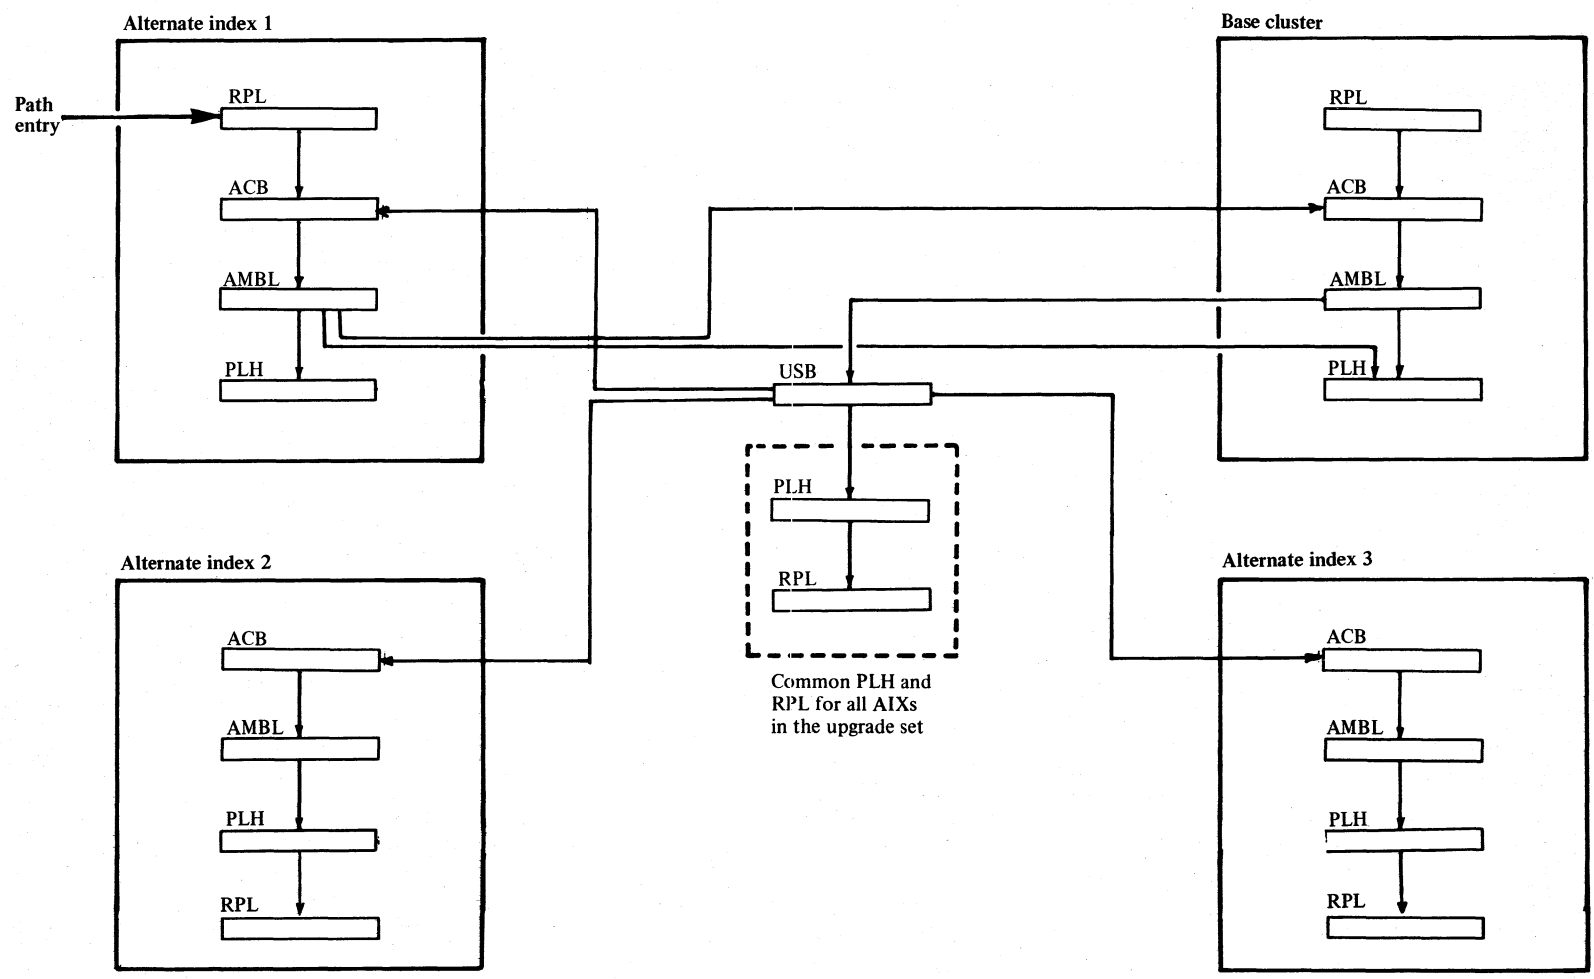 Alternate index 1
Path
entry
RPL
ACB
AMBL
PLH
Base cluster
RPL
ACB
AMBL
PLH
USB
PLH
RPL
Common PLH and
RPL for all AIXs
in the upgrade set
Alternate index 2
ACB
AMBL
PLH
RPL
Alternate index 3
ACB
AMBL
PLH
RPL